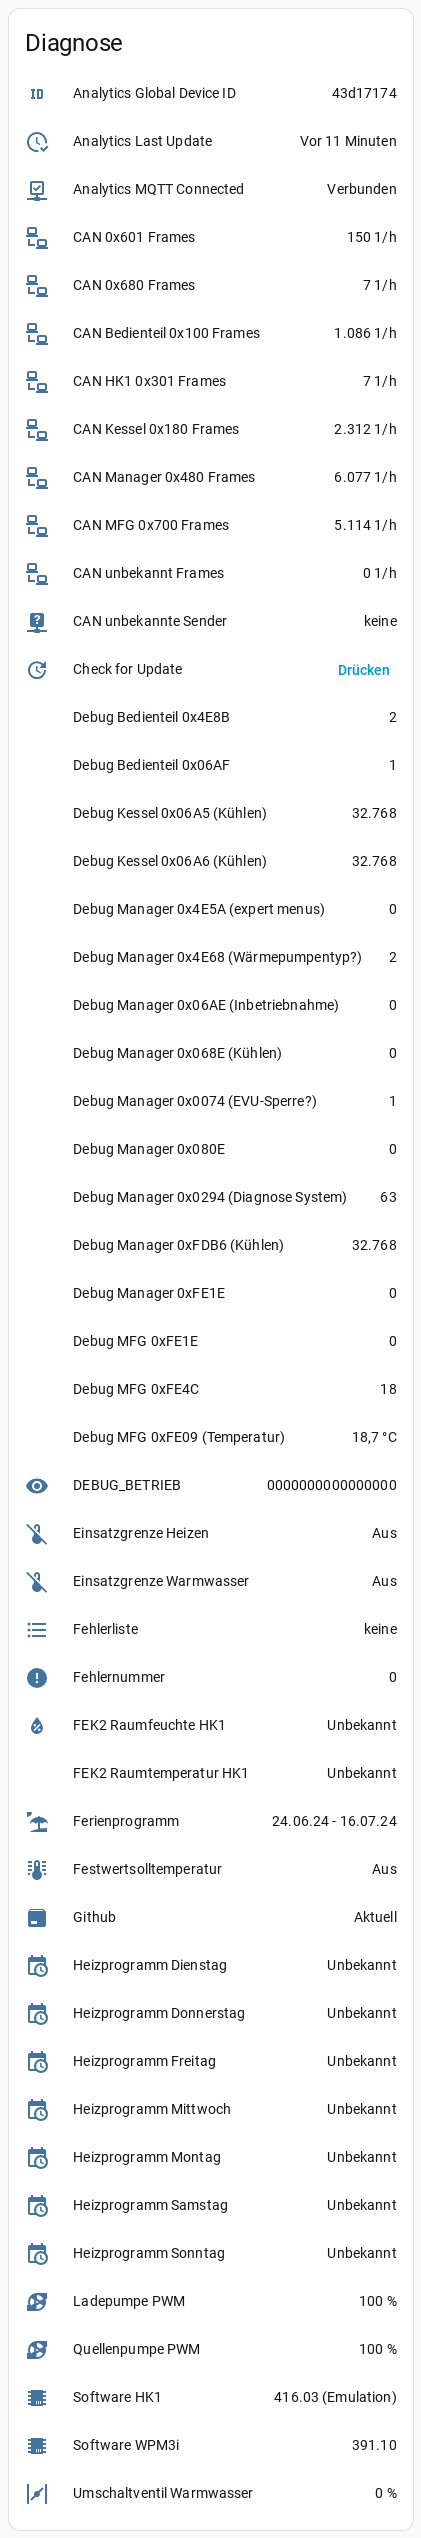 Diagnose
ID Analytics Global Device ID 43d17174
Analytics Last Update Vor 11 Minuten
Analytics MQTT Connected Verbunden
CAN 0x601 Frames 150 1/h
CAN 0x680 Frames 7 1/h
CAN Bedienteil 0x100 Frames 1.086 1/h
CAN HK1 0x301 Frames 7 1/h
CAN Kessel 0x180 Frames 2.312 1/h
CAN Manager 0x480 Frames 6.077 1/h
CAN MFG 0x700 Frames 5.114 1/h
CAN unbekannt Frames 0 1/h
CAN unbekannte Sender keine
Check for Update Drücken
Debug Bedienteil 0x4E8B 2
Debug Bedienteil 0x06AF 1
Debug Kessel 0x06A5 (Kühlen) 32.768
Debug Kessel 0x06A6 (Kühlen) 32.768
Debug Manager 0x4E5A (expert menus) 0
Debug Manager 0x4E68 (Wärmepumpentyp?) 2
Debug Manager 0x06AE (Inbetriebnahme) 0
Debug Manager 0x068E (Kühlen) 0
Debug Manager 0x0074 (EVU-Sperre?) 1
Debug Manager 0x080E 0
Debug Manager 0x0294 (Diagnose System) 63
Debug Manager 0xFDB6 (Kühlen) 32.768
Debug Manager 0xFE1E 0
Debug MFG 0xFE1E 0
Debug MFG 0xFE4C 18
Debug MFG 0xFE09 (Temperatur) 18,7 °C
DEBUG_BETRIEB 0000000000000000
Einsatzgrenze Heizen Aus
Einsatzgrenze Warmwasser Aus
Fehlerliste keine
Fehlernummer 0
FEK2 Raumfeuchte HK1 Unbekannt
FEK2 Raumtemperatur HK1 Unbekannt
Ferienprogramm 24.06.24 - 16.07.24
Festwertsolltemperatur Aus
Github Aktuell
Heizprogramm Dienstag Unbekannt
Heizprogramm Donnerstag Unbekannt
Heizprogramm Freitag Unbekannt
Heizprogramm Mittwoch Unbekannt
Heizprogramm Montag Unbekannt
Heizprogramm Samstag Unbekannt
Heizprogramm Sonntag Unbekannt
Ladepumpe PWM 100 %
Quellenpumpe PWM 100 %
Software HK1 416.03 (Emulation)
Software WPM3i 391.10
Umschaltventil Warmwasser 0 %